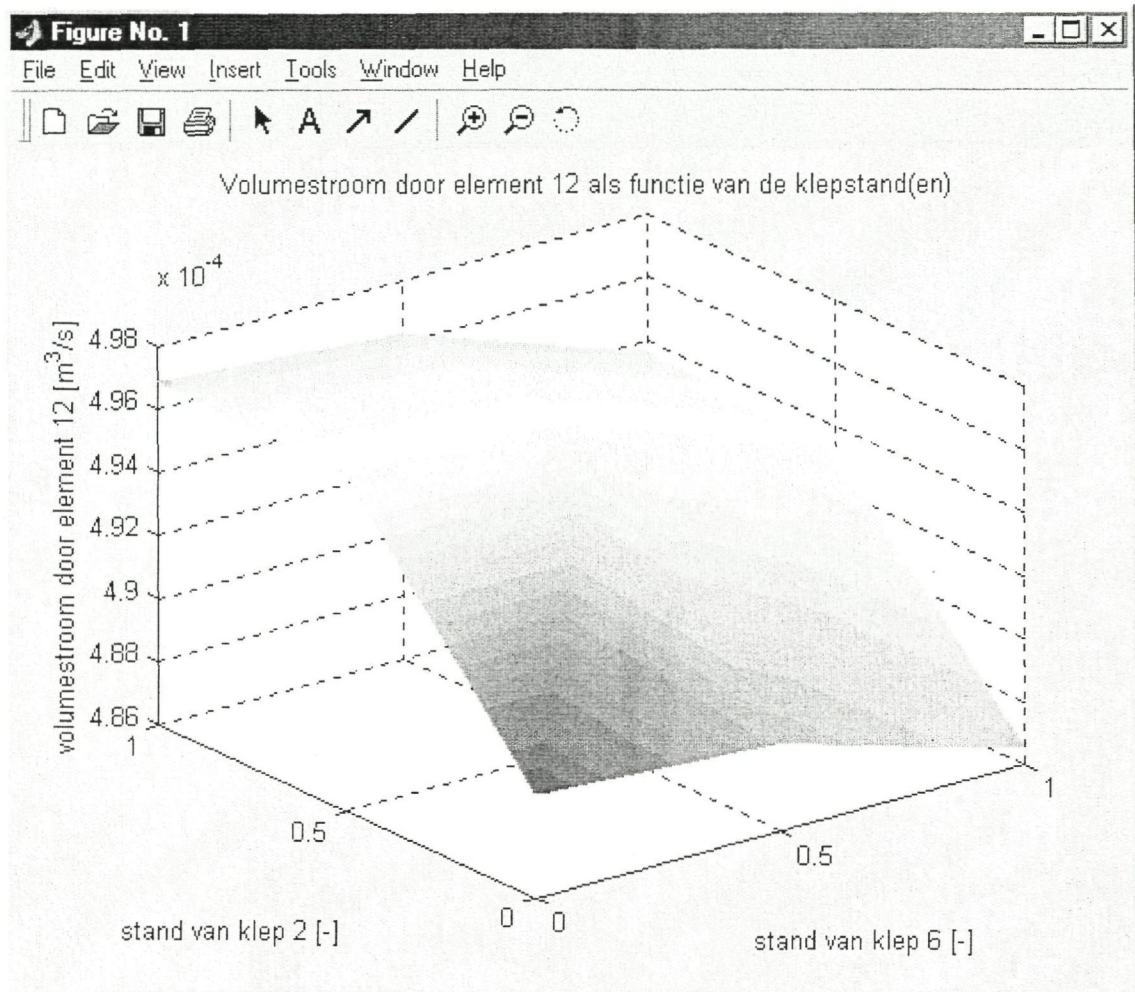 Figure No. 1
File Edit View Insert Tools Window Help
A
Volumestroom door element 12 als functie van de klepstand(en)
x 10^-4
volumestroom door element 12 [m³/s]
4.98
4.96
4.94
4.92
4.9
4.88
4.86
1
0.5
0
stand van klep 2 [-]
0
0.5
1
stand van klep 6 [-]